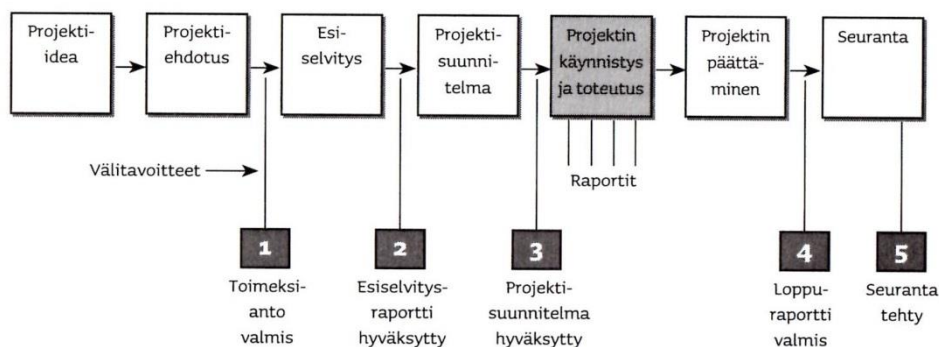 Projekti-
idea
Projekti-
ehdotus
Esi-
selvitys
Projekti-
suunni-
telma
Projektin
käynnistys
ja toteutus
Projektin
päättä-
minen
Seuranta
Välitavoitteet
Raportit
1
Toimeksi-
anto
valmis
2
Esiselvitys-
raportti
hyväksytty
3
Projekti-
suunnitelma
hyväksytty
4
Loppu-
raportti
valmis
5
Seuranta
tehty